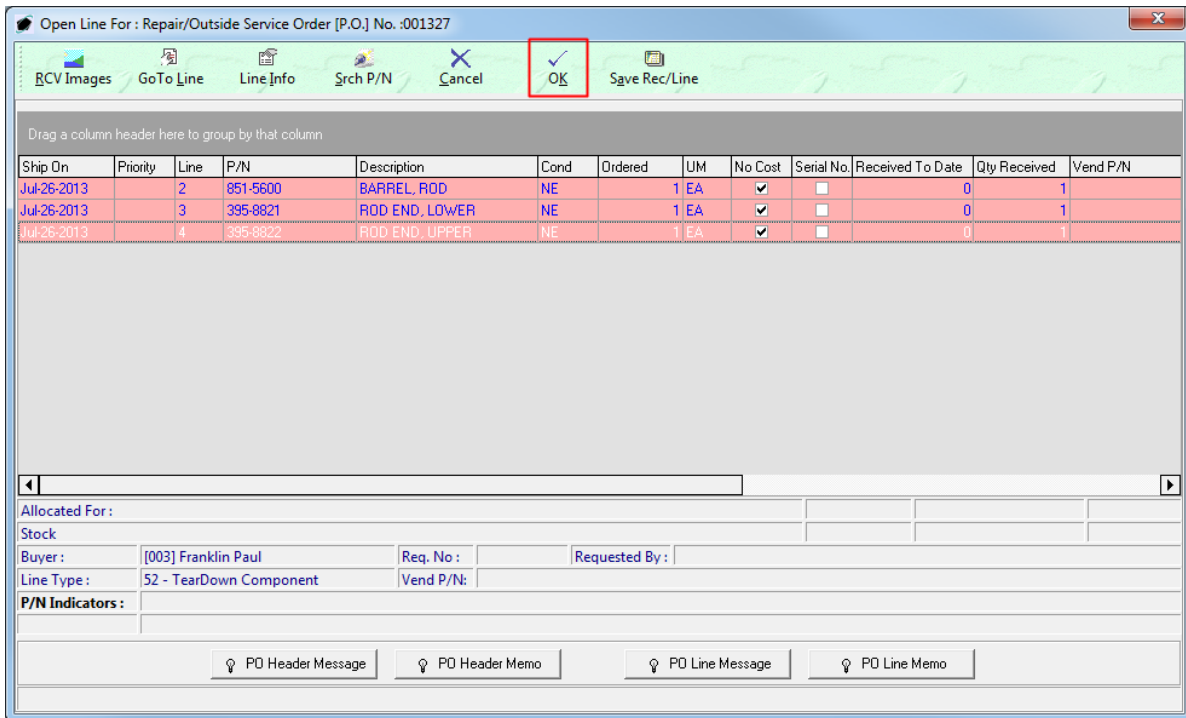 Open Line For : Repair/Outside Service Order [P.O.] No. :001327
RCV Images GoTo Line Line Info Srch P/N Cancel OK Save Rec/Line
Drag a column header here to group by that column
Ship On Priority Line P/N Description Cond Ordered UM No Cost Serial No. Received To Date Qty Received Vend P/N
Jul-26-2013 2 851-5600 BARREL, ROD NE 1 EA 0 1
Jul-26-2013 3 395-8821 ROD END, LOWER NE 1 EA 0 1
Jul-26-2013 4 395-8822 ROD END, UPPER NE 1 EA 0 1
Allocated For :
Stock
Buyer : [003] Franklin Paul Req. No : Requested By :
Line Type : 52 - TearDown Component Vend P/N:
P/N Indicators :
PO Header Message PO Header Memo PO Line Message PO Line Memo